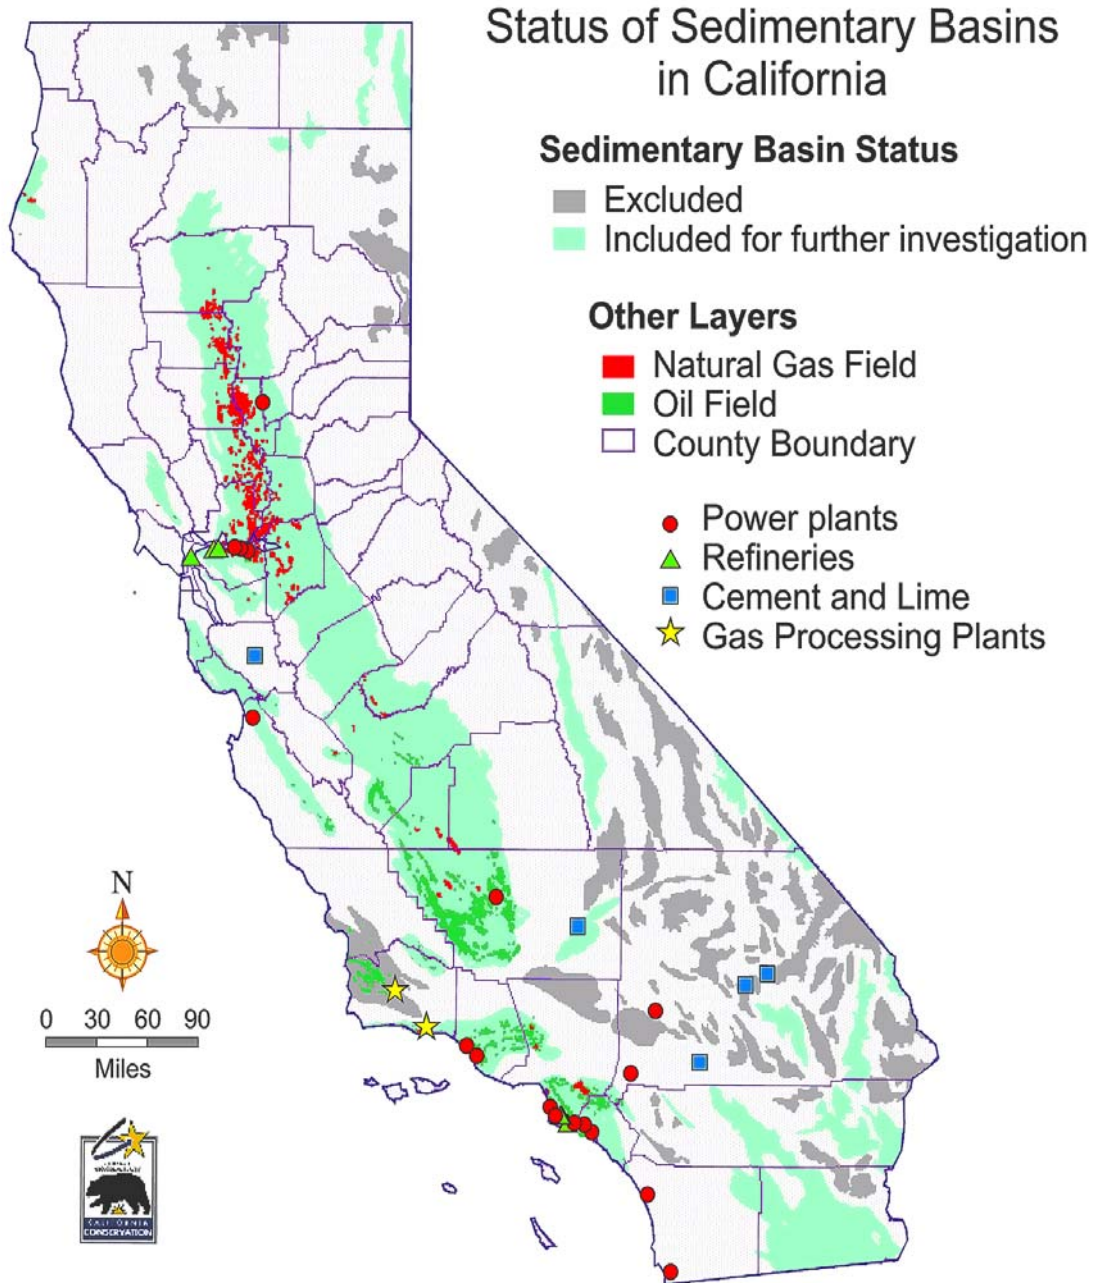 Status of Sedimentary Basins
in California
Sedimentary Basin Status
Excluded
Included for further investigation
Other Layers
Natural Gas Field
Oil Field
County Boundary
Power plants
Refineries
Cement and Lime
Gas Processing Plants
N
0 30 60 90
Miles
CALIFORNIA
CONSERVATION